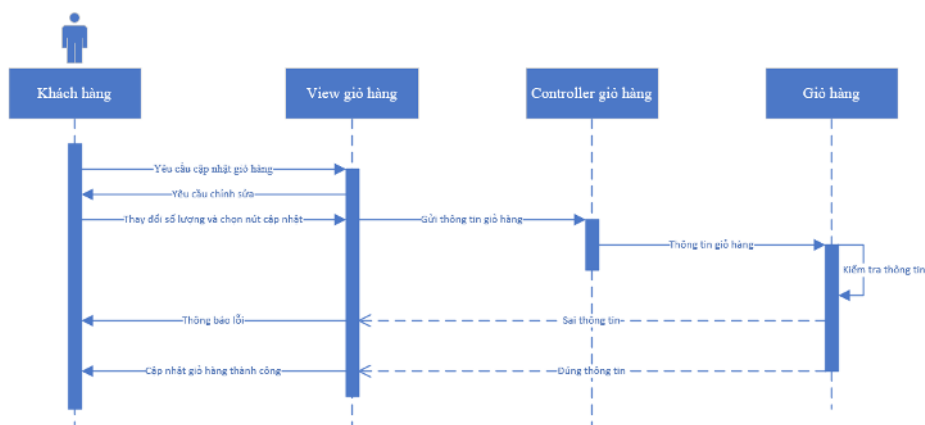 Khách hàng
View giỏ hàng
Controller giỏ hàng
Giỏ hàng
Yêu cầu cập nhật giỏ hàng
Yêu cầu chỉnh sửa
Thay đổi số lượng và chọn nút cập nhật
Gửi thông tin giỏ hàng
Thông tin giỏ hàng
Kiểm tra thông tin
Thông báo lỗi
Sai thông tin
Cập nhật giỏ hàng thành công
Đúng thông tin